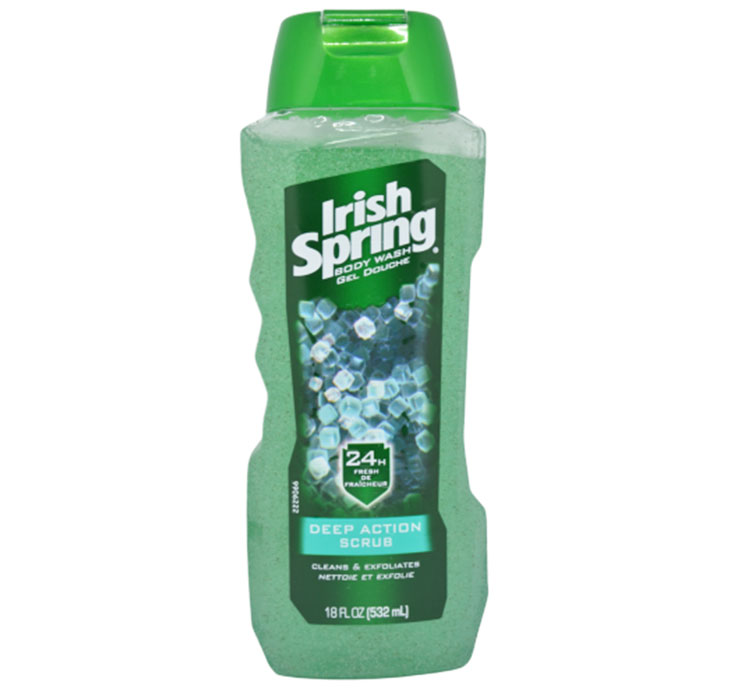 Irish
Spring®
BODY WASH
GEL DOUCHE
24H
FRESH
DE
FRAÎCHEUR
2229066
DEEP ACTION
SCRUB
CLEANS & EXFOLIATES
NETTOIE ET EXFOLIE
18 FL OZ (532 mL)